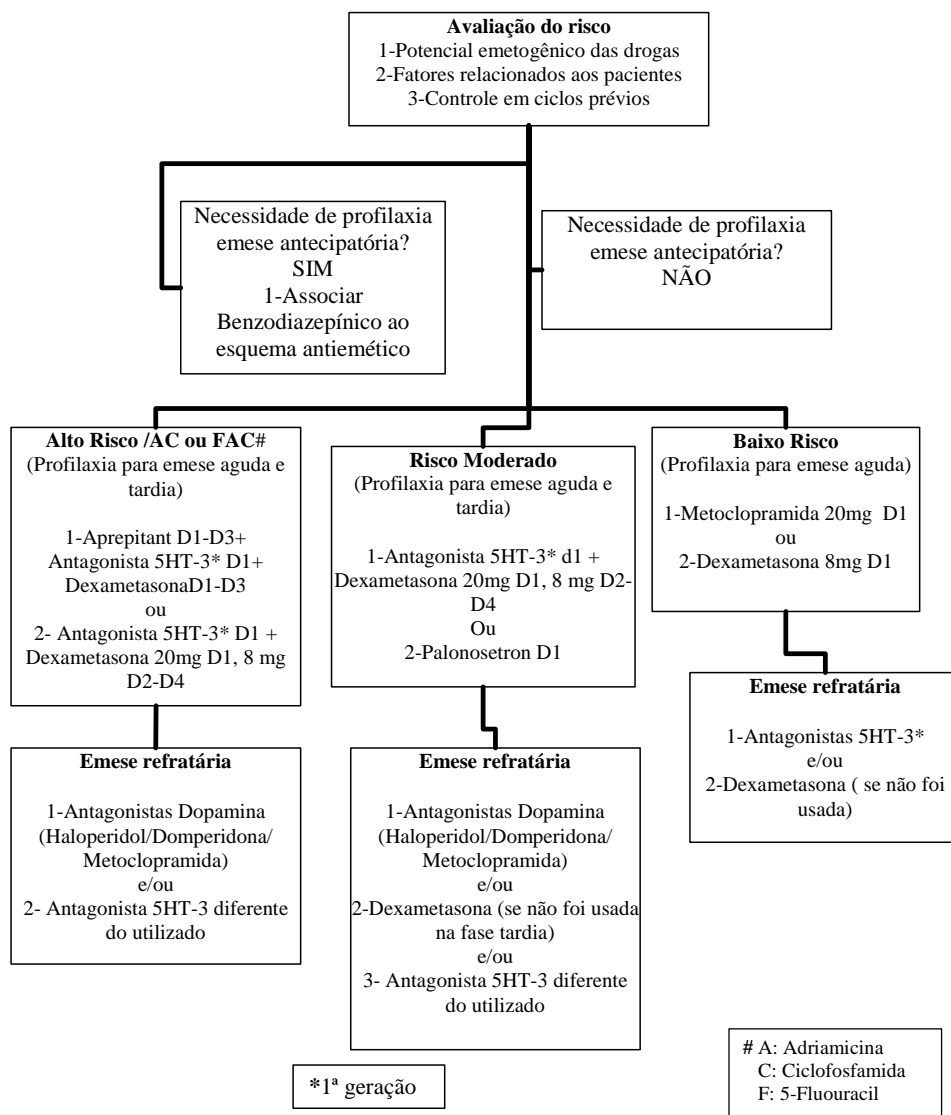 Avaliação do risco
1-Potencial emetogênico das drogas
2-Fatores relacionados aos pacientes
3-Controle em ciclos prévios
Necessidade de profilaxia
emese antecipatória?
SIM
1-Associar
Benzodiazepínico ao
esquema antiemético
Necessidade de profilaxia
emese antecipatória?
NÃO
Alto Risco /AC ou FAC#
(Profilaxia para emese aguda e
tardia)
1-Aprepitant D1-D3+
Antagonista 5HT-3* D1+
DexametasonaD1-D3
ou
2- Antagonista 5HT-3* D1 +
Dexametasona 20mg D1, 8 mg
D2-D4
Risco Moderado
(Profilaxia para emese aguda e
tardia)
1-Antagonista 5HT-3* d1 +
Dexametasona 20mg D1, 8 mg D2-
D4
Ou
2-Palonosetron D1
Baixo Risco
(Profilaxia para emese aguda)
1-Metoclopramida 20mg D1
ou
2-Dexametasona 8mg D1
Emese refratária
1-Antagonistas Dopamina
(Haloperidol/Domperidona/
Metoclopramida)
e/ou
2- Antagonista 5HT-3 diferente
do utilizado
Emese refratária
1-Antagonistas Dopamina
(Haloperidol/Domperidona/
Metoclopramida)
e/ou
2-Dexametasona (se não foi usada
na fase tardia)
e/ou
3- Antagonista 5HT-3 diferente
do utilizado
Emese refratária
1-Antagonistas 5HT-3*
e/ou
2-Dexametasona ( se não foi
usada)
*1ª geração
# A: Adriamicina
C: Ciclofosfamida
F: 5-Fluouracil